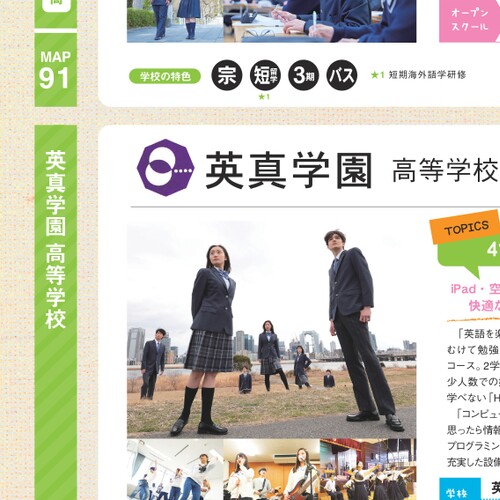 オープン
スクール
MAP
91
学校の特色
宗 短留学 3期 バス ★1 短期海外語学研修
★1
英真学園 高等学校
英真学園 高等学校
TOPICS
iPad・空
快適な
「英語を楽
むけて勉強
コース。2学
少人数での
学べない「H
「コンピュー
思ったら情報
プログラミン
充実した設備
学校